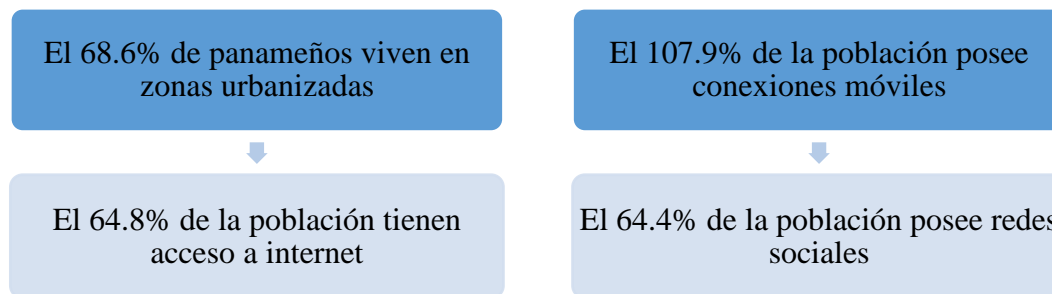 El 68.6% de panameños viven en
zonas urbanizadas
El 64.8% de la población tienen
acceso a internet
El 107.9% de la población posee
conexiones móviles
El 64.4% de la población posee redes
sociales